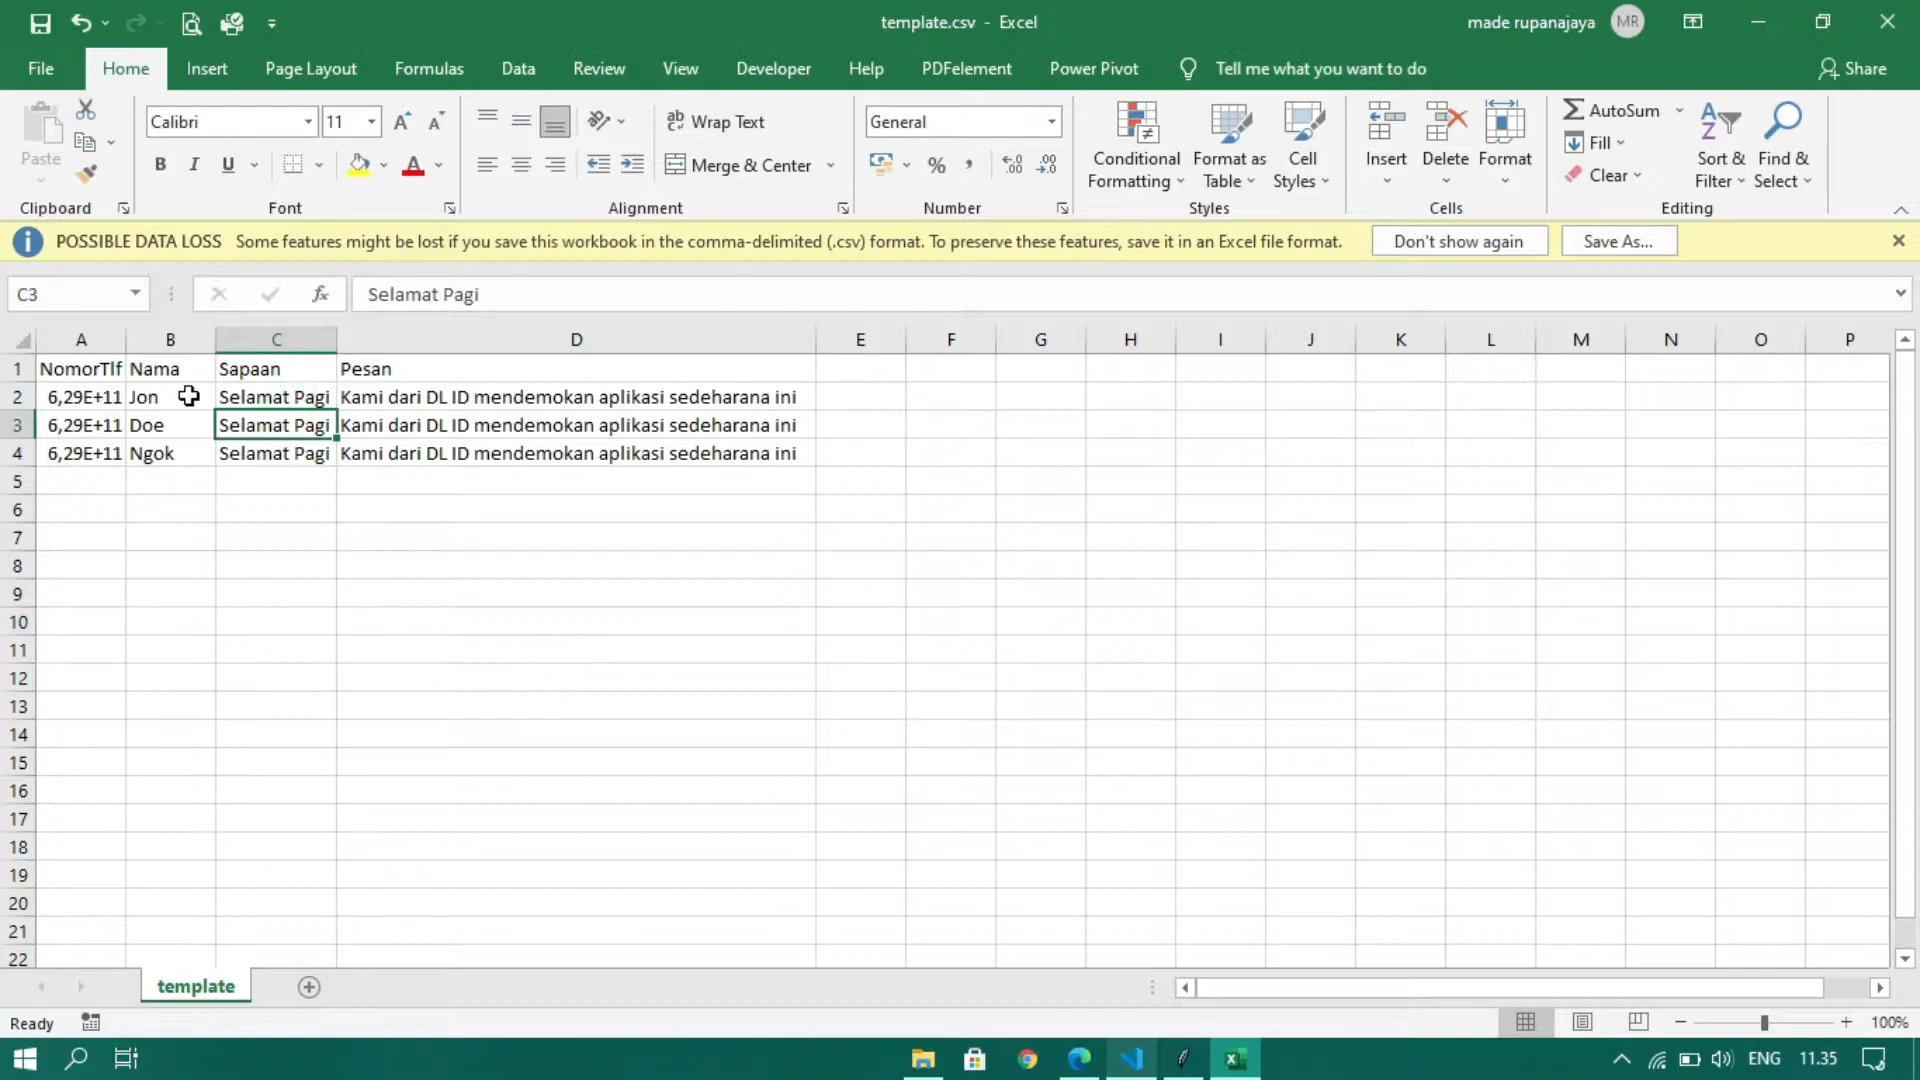 template.csv - Excel
made rupanajaya MR
File Home Insert Page Layout Formulas Data Review View Developer Help PDFelement Power Pivot Tell me what you want to do Share
Paste
Clipboard
Calibri 11
B I U A
Font
ab Wrap Text
Merge & Center
Alignment
General
% , .00
Number
Conditional Formatting
Format as Table
Cell Styles
Styles
Insert Delete Format
Cells
AutoSum
Fill
Clear
Sort & Filter
Find & Select
Editing
POSSIBLE DATA LOSS Some features might be lost if you save this workbook in the comma-delimited (.csv) format. To preserve these features, save it in an Excel file format. Don't show again Save As...
C3 fx Selamat Pagi
A B C D E F G H I J K L M N O P
1 NomorTlf Nama Sapaan Pesan
2 6,29E+11 Jon Selamat Pagi Kami dari DL ID mendemokan aplikasi sedeharana ini
3 6,29E+11 Doe Selamat Pagi Kami dari DL ID mendemokan aplikasi sedeharana ini
4 6,29E+11 Ngok Selamat Pagi Kami dari DL ID mendemokan aplikasi sedeharana ini
5
6
7
8
9
10
11
12
13
14
15
16
17
18
19
20
21
22
template
Ready
100%
ENG 11.35